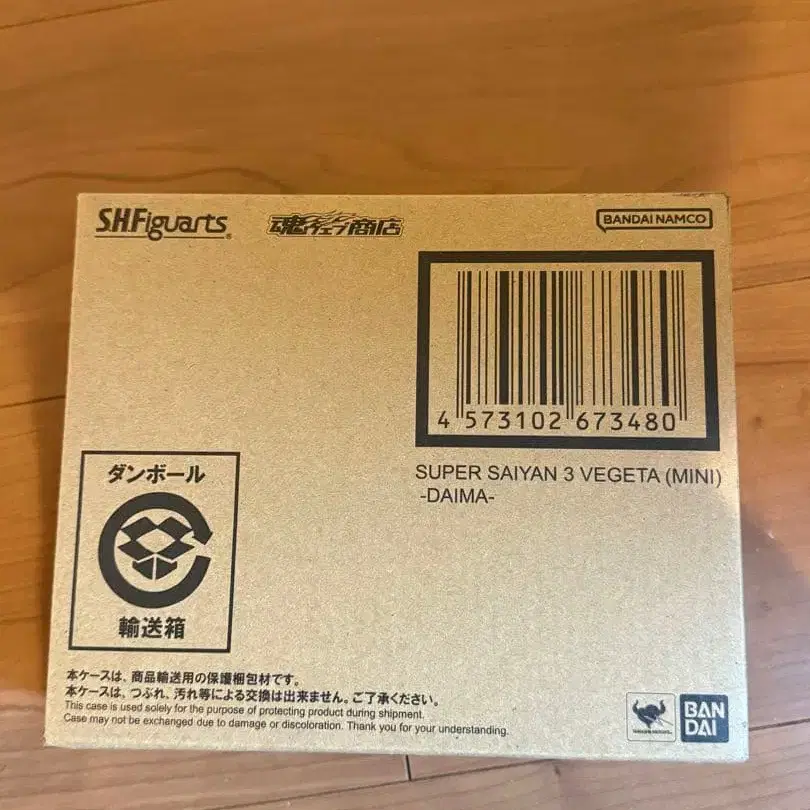 S.H.Figuarts
魂ウェブ商店
BANDAI NAMCO
4 573102 673480
SUPER SAIYAN 3 VEGETA (MINI)
-DAIMA-
ダンボール
輸送箱
本ケースは、商品輸送用の保護梱包材です。
本ケースは、つぶれ、汚れ等による交換は出来ません。ご了承ください。
This case is used solely for the purpose of protecting product during shipment.
Case may not be exchanged due to damage or discoloration. Thank you for your understanding.
BAN
DAI